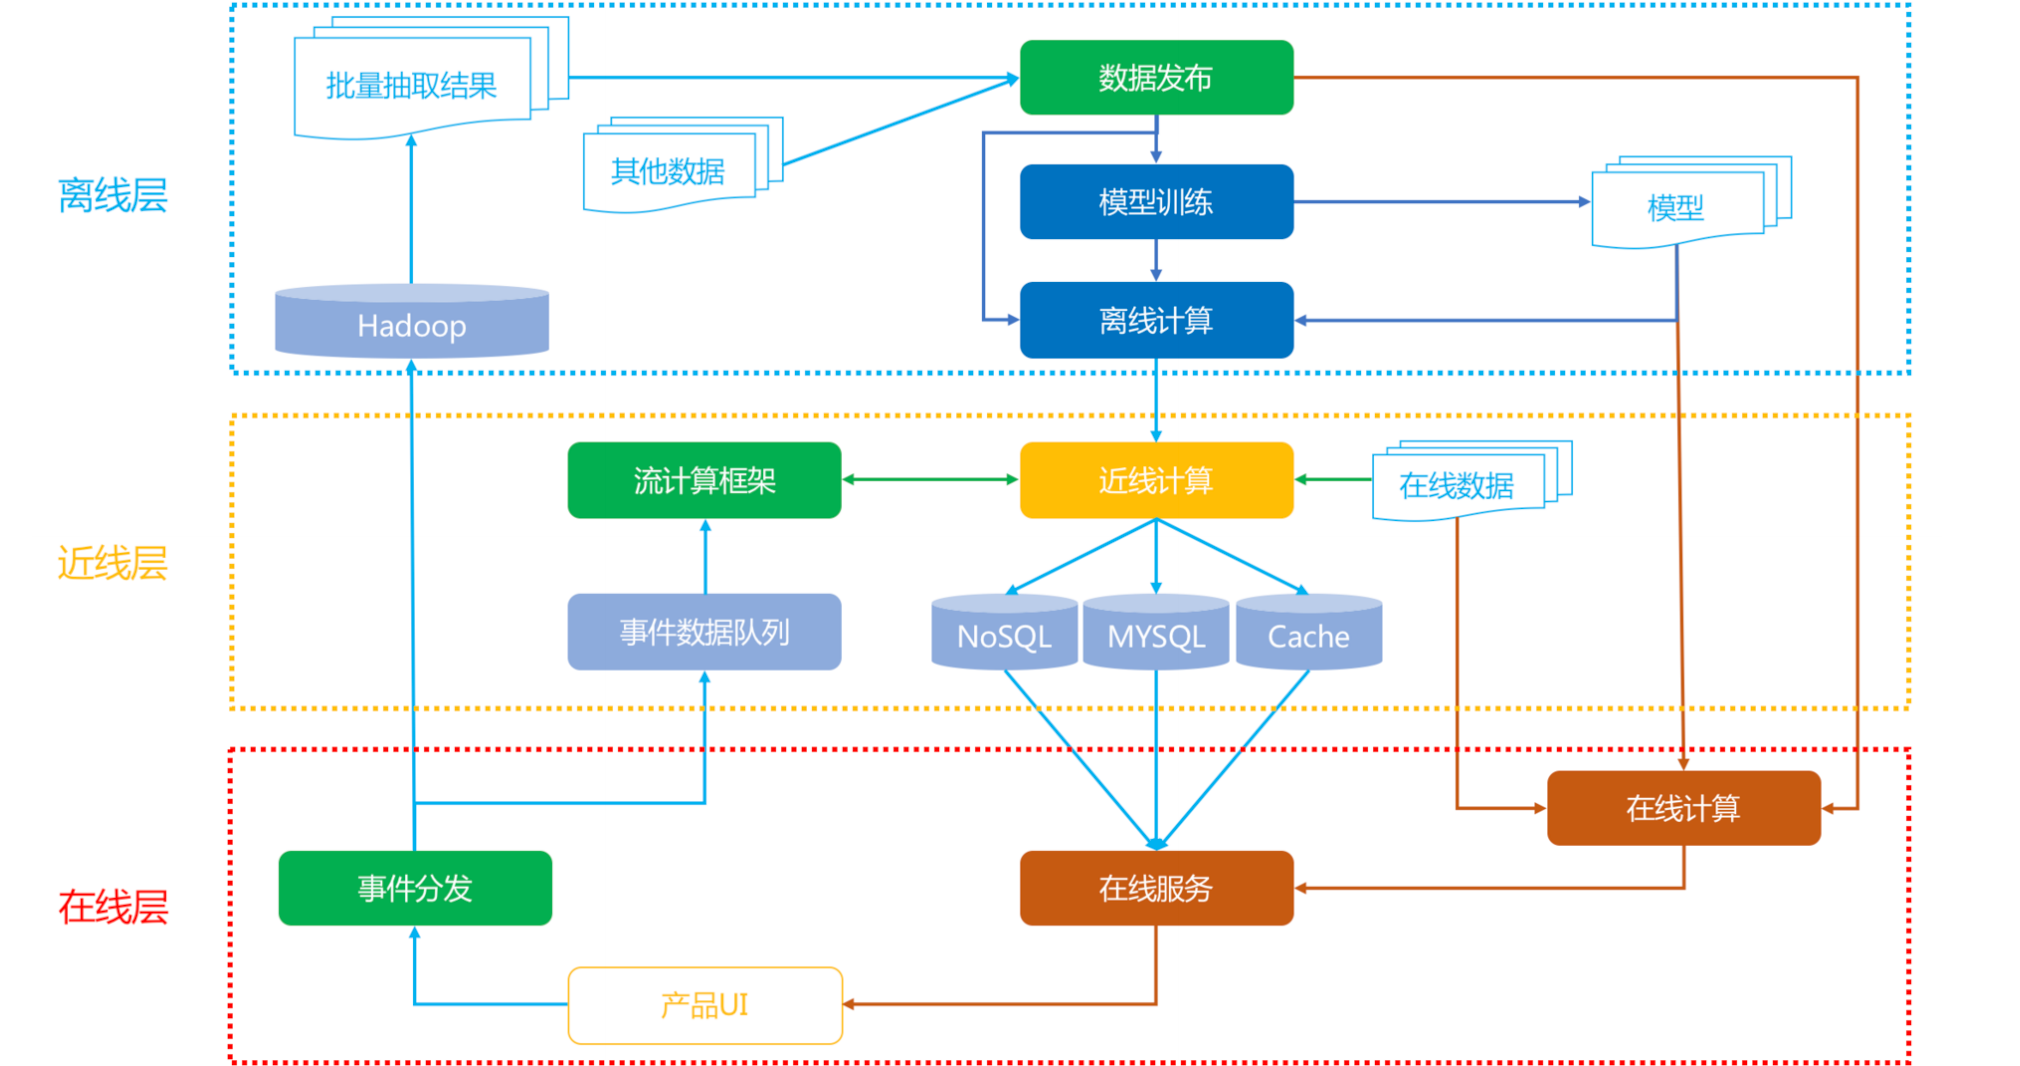 离线层
批量抽取结果
数据发布
其他数据
模型训练
模型
Hadoop
离线计算
近线层
流计算框架
近线计算
在线数据
事件数据队列
NoSQL
MYSQL
Cache
在线层
在线计算
事件分发
在线服务
产品UI